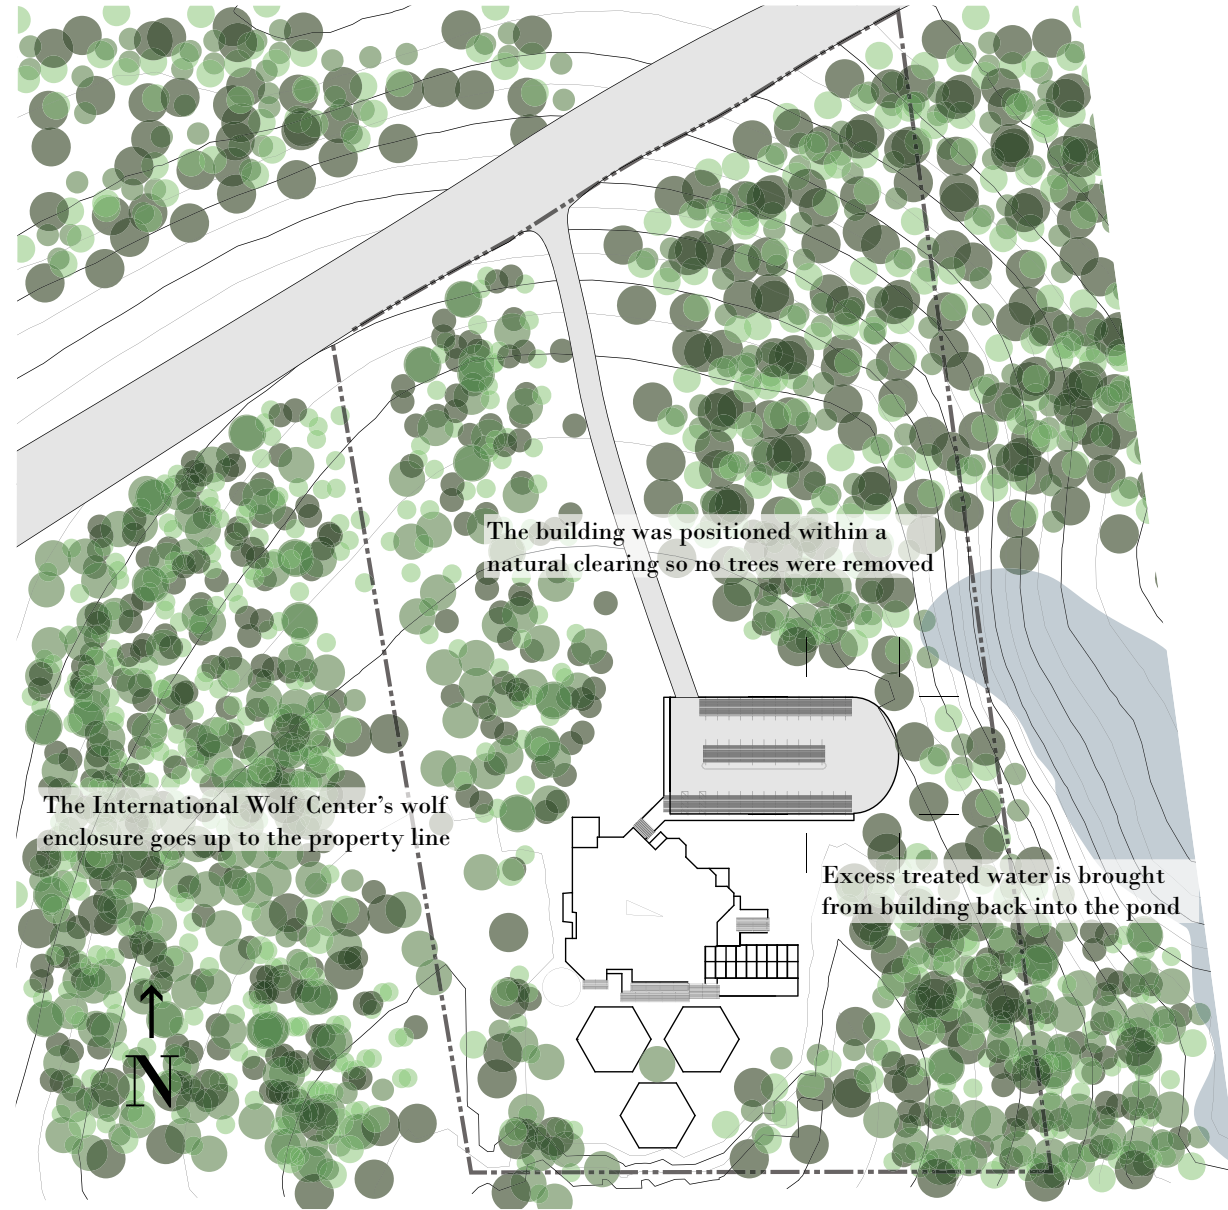 The building was positioned within a
natural clearing so no trees were removed
The International Wolf Center's wolf
enclosure goes up to the property line
Excess treated water is brought
from building back into the pond
N